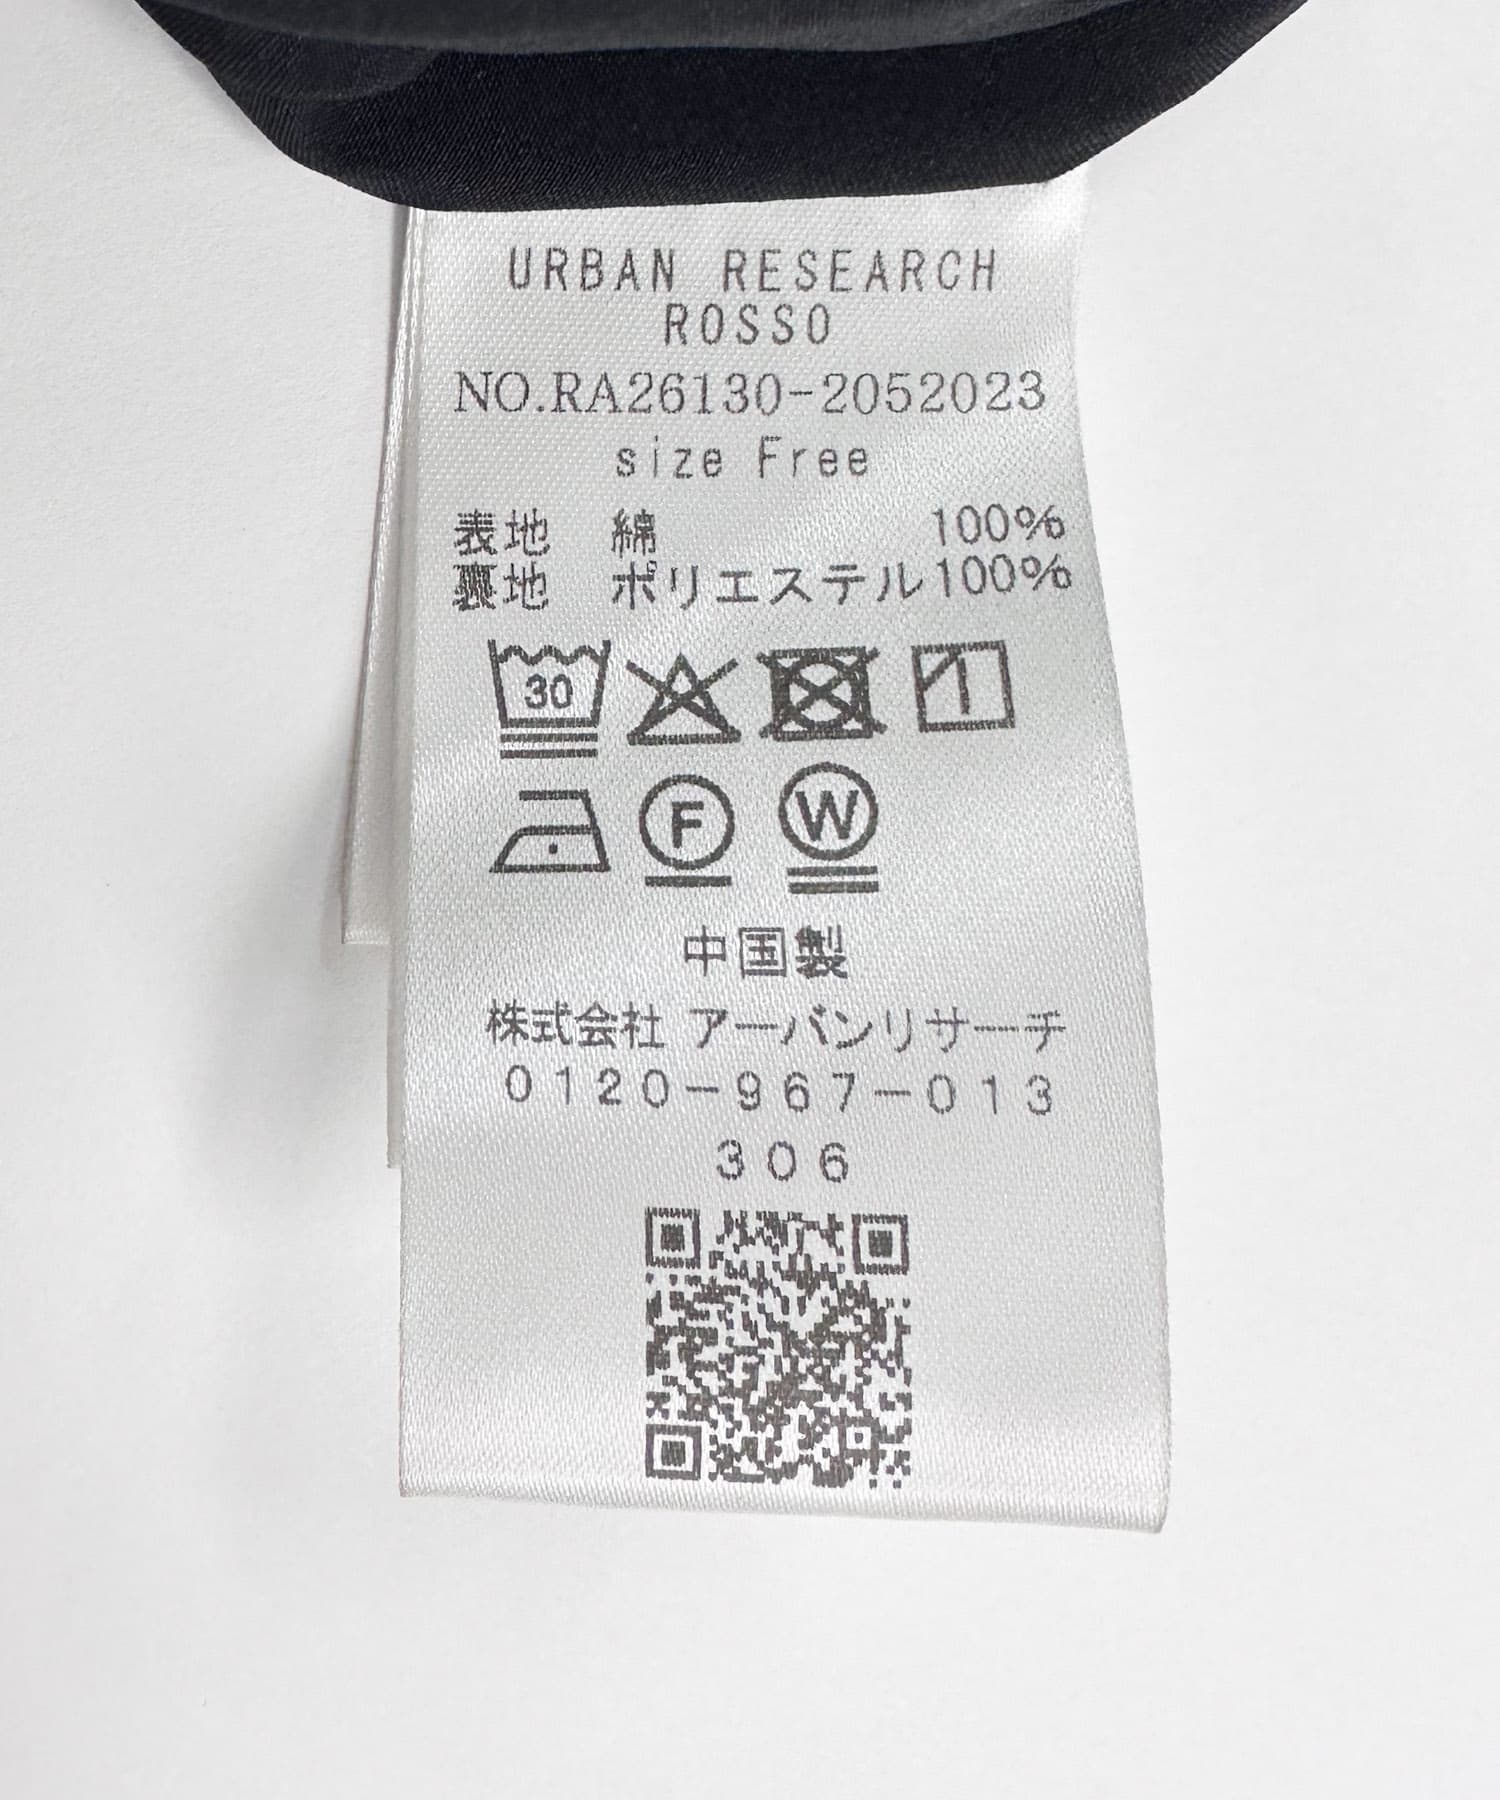 URBAN RESEARCH
ROSSO
NO.RA26130-2052023
size Free
表地 綿 100%
裏地 ポリエステル100%
30
F W
中国製
株式会社 アーバンリサーチ
0120-967-013
306